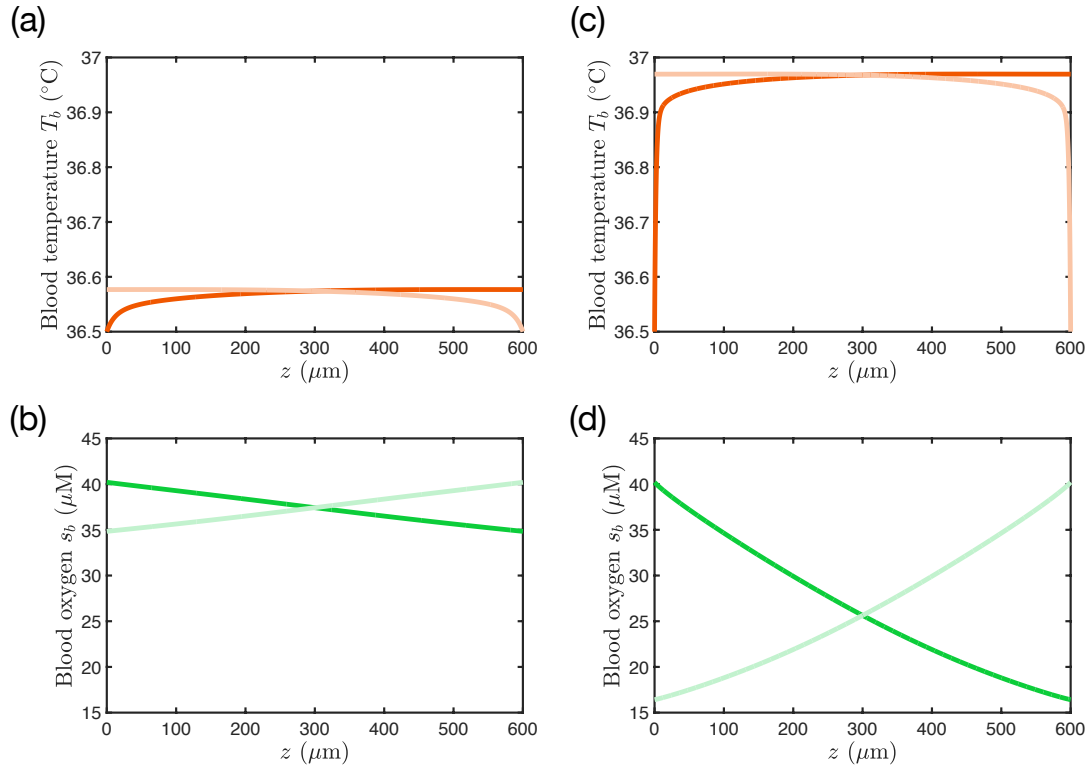 (a)
Blood temperature T_b (°C)
37
36.9
36.8
36.7
36.6
36.5
0 100 200 300 400 500 600
z (μm)
(c)
Blood temperature T_b (°C)
37
36.9
36.8
36.7
36.6
36.5
0 100 200 300 400 500 600
z (μm)
(b)
Blood oxygen s_b (μM)
45
40
35
30
25
20
15
0 100 200 300 400 500 600
z (μm)
(d)
Blood oxygen s_b (μM)
45
40
35
30
25
20
15
0 100 200 300 400 500 600
z (μm)